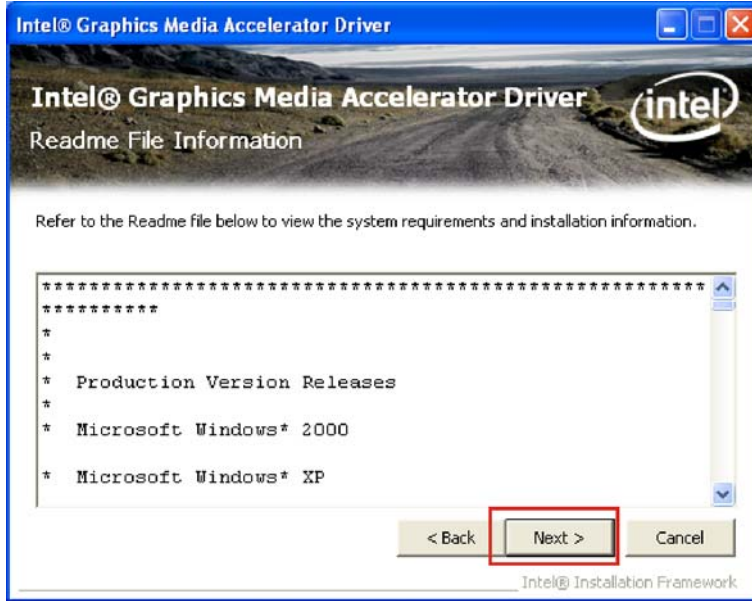 Intel® Graphics Media Accelerator Driver
Intel® Graphics Media Accelerator Driver
intel
Readme File Information
Refer to the Readme file below to view the system requirements and installation information.
********************************************************
**********
*
*
* Production Version Releases
*
* Microsoft Windows* 2000
* Microsoft Windows* XP
< Back Next > Cancel
Intel® Installation Framework